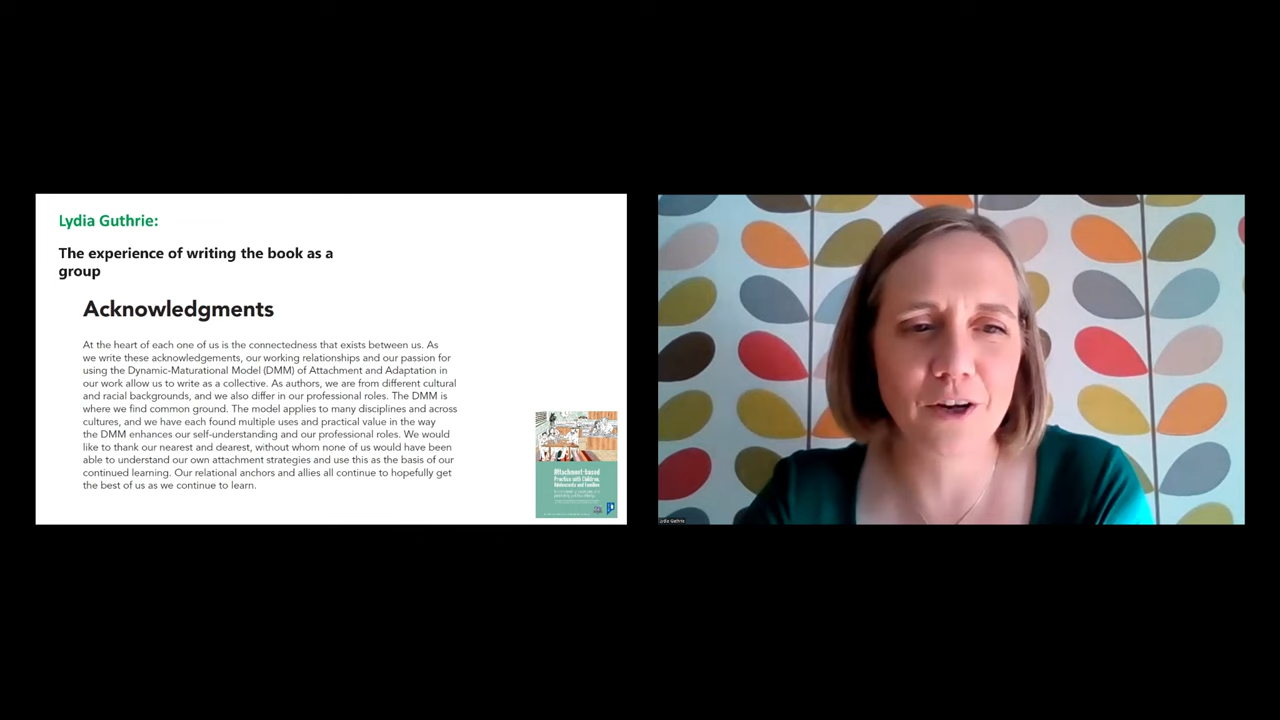 Lydia Guthrie:
The experience of writing the book as a
group
Acknowledgments
At the heart of each one of us is the connectedness that exists between us. As
we write these acknowledgements, our working relationships and our passion for
using the Dynamic-Maturational Model (DMM) of Attachment and Adaptation in
our work allow us to write as a collective. As authors, we are from different cultural
and racial backgrounds, and we also differ in our professional roles. The DMM is
where we find common ground. The model applies to many disciplines and across
cultures, and we have each found multiple uses and practical value in the way
the DMM enhances our self-understanding and our professional roles. We would
like to thank our nearest and dearest, without whom none of us would have been
able to understand our own attachment strategies and use this as the basis of our
continued learning. Our relational anchors and allies all continue to hopefully get
the best of us as we continue to learn.
Attachment-based
Practice with Children,
Adolescents and Families
Lydia Guthrie